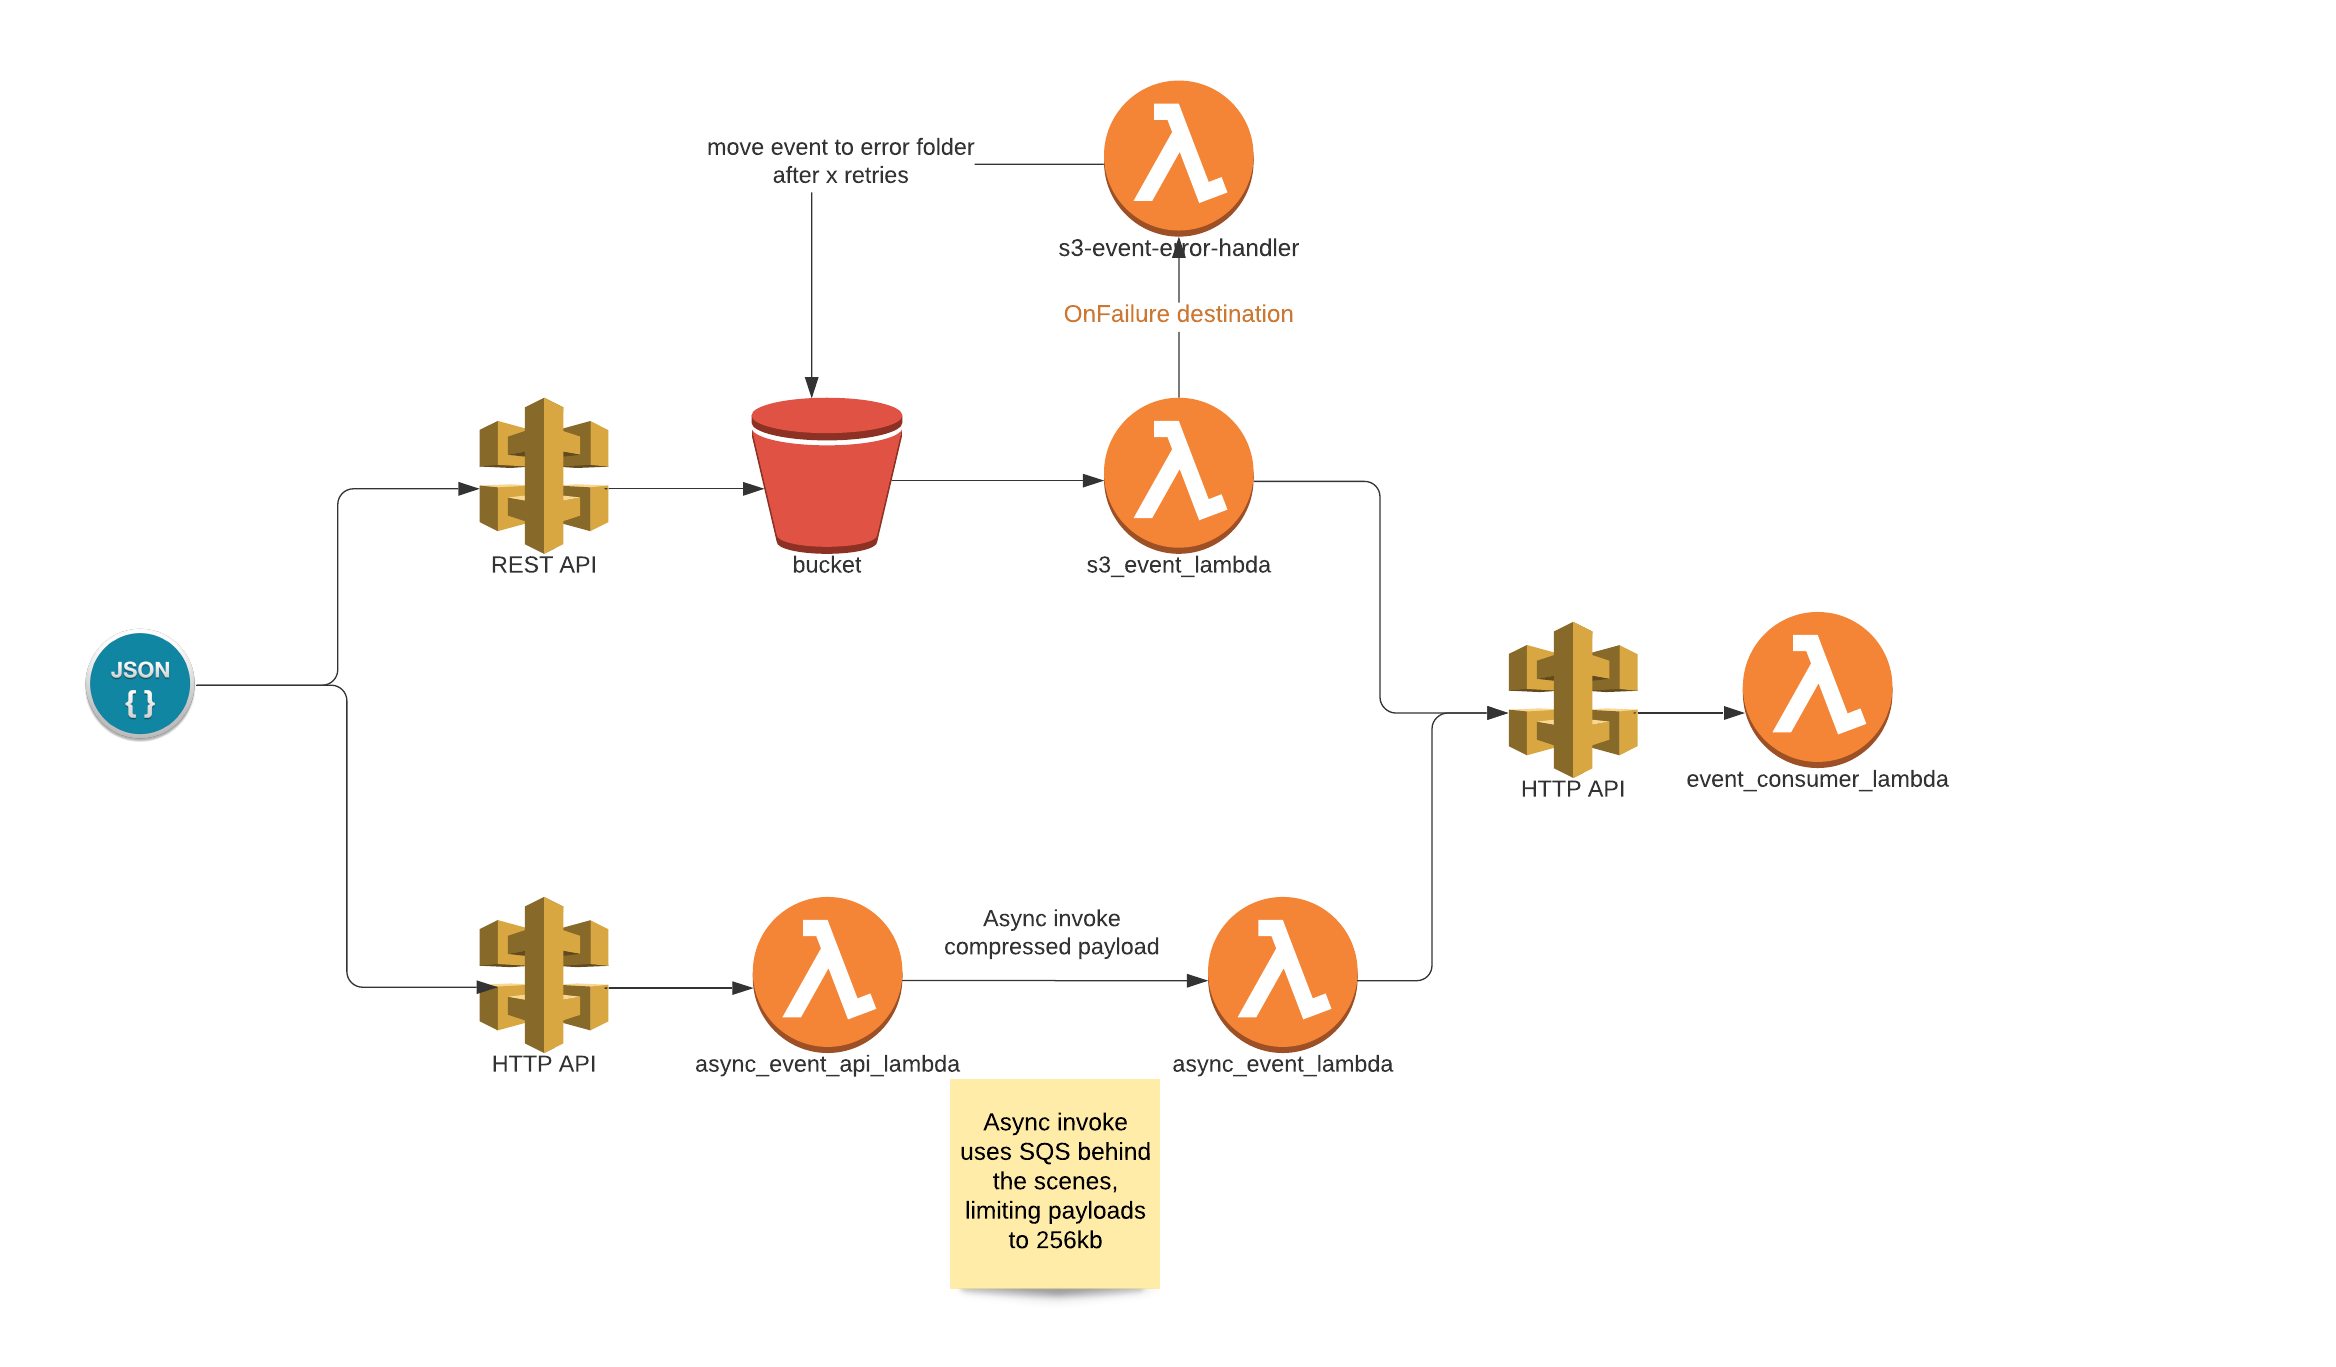 move event to error folder
after x retries
s3-event-error-handler
OnFailure destination
REST API
bucket
s3_event_lambda
JSON
{ }
HTTP API
event_consumer_lambda
Async invoke
compressed payload
HTTP API
async_event_api_lambda
async_event_lambda
Async invoke
uses SQS behind
the scenes,
limiting payloads
to 256kb